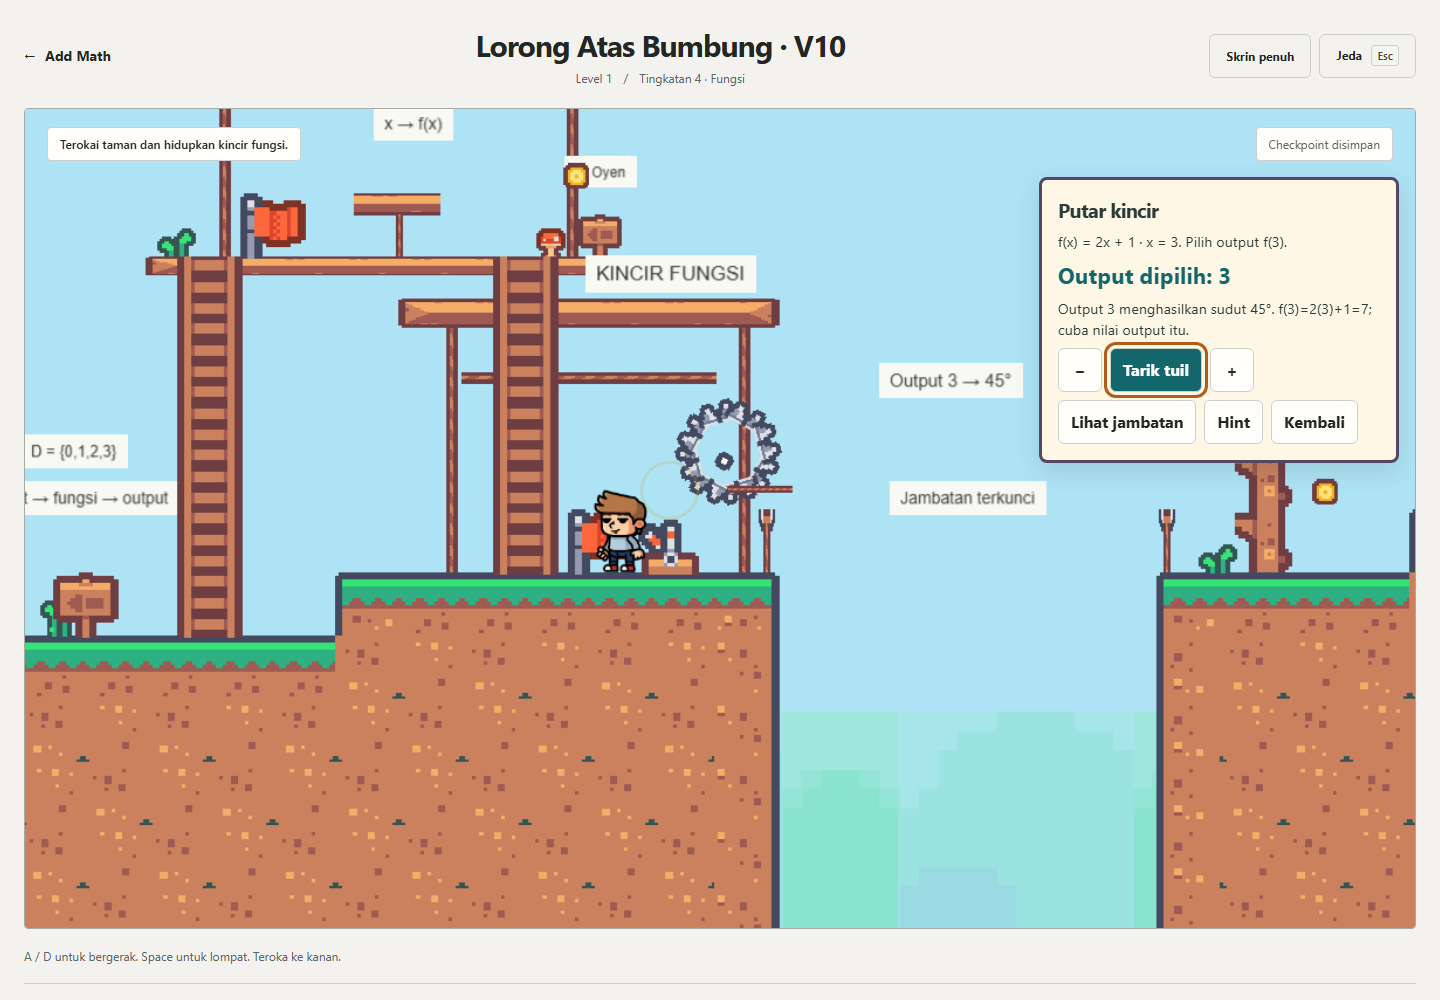 ← Add Math
Lorong Atas Bumbung · V10
Level 1 / Tingkatan 4 · Fungsi
Skrin penuh
Jeda Esc
x → f(x)
Terokai taman dan hidupkan kincir fungsi.
Checkpoint disimpan
Oyen
Putar kincir
f(x) = 2x + 1 · x = 3. Pilih output f(3).
Output dipilih: 3
Output 3 menghasilkan sudut 45°. f(3)=2(3)+1=7;
cuba nilai output itu.
− Tarik tuil +
Lihat jambatan Hint Kembali
KINCIR FUNGSI
Output 3 → 45°
D = {0,1,2,3}
t → fungsi → output
Jambatan terkunci
A / D untuk bergerak. Space untuk lompat. Teroka ke kanan.